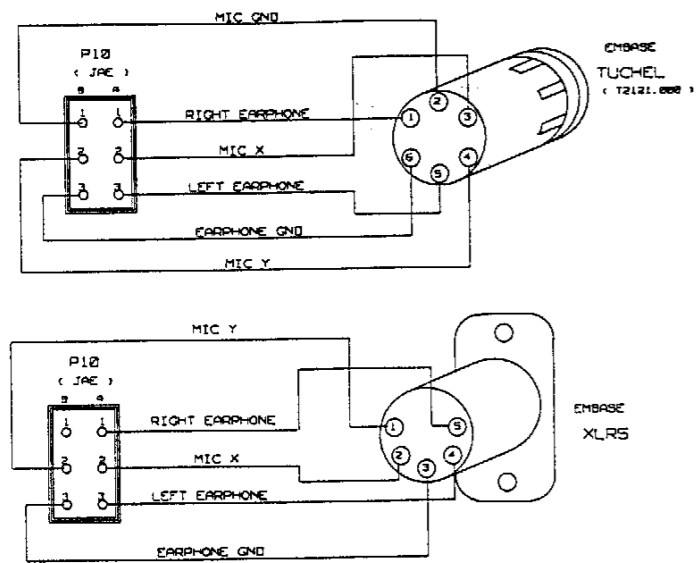 MIC GND
P10
( JAE )
B A
EMBASE
TUCHEL
( T2121.000 )
1 1 RIGHT EARPHONE 1 2 3
2 2 MIC X 6 5 4
3 3 LEFT EARPHONE
EARPHONE GND
MIC Y
MIC Y
P10
( JAE )
B A
EMBASE
XLR5
1 1 RIGHT EARPHONE 1 5
2 2 MIC X 2 3 4
3 3 LEFT EARPHONE
EARPHONE GND